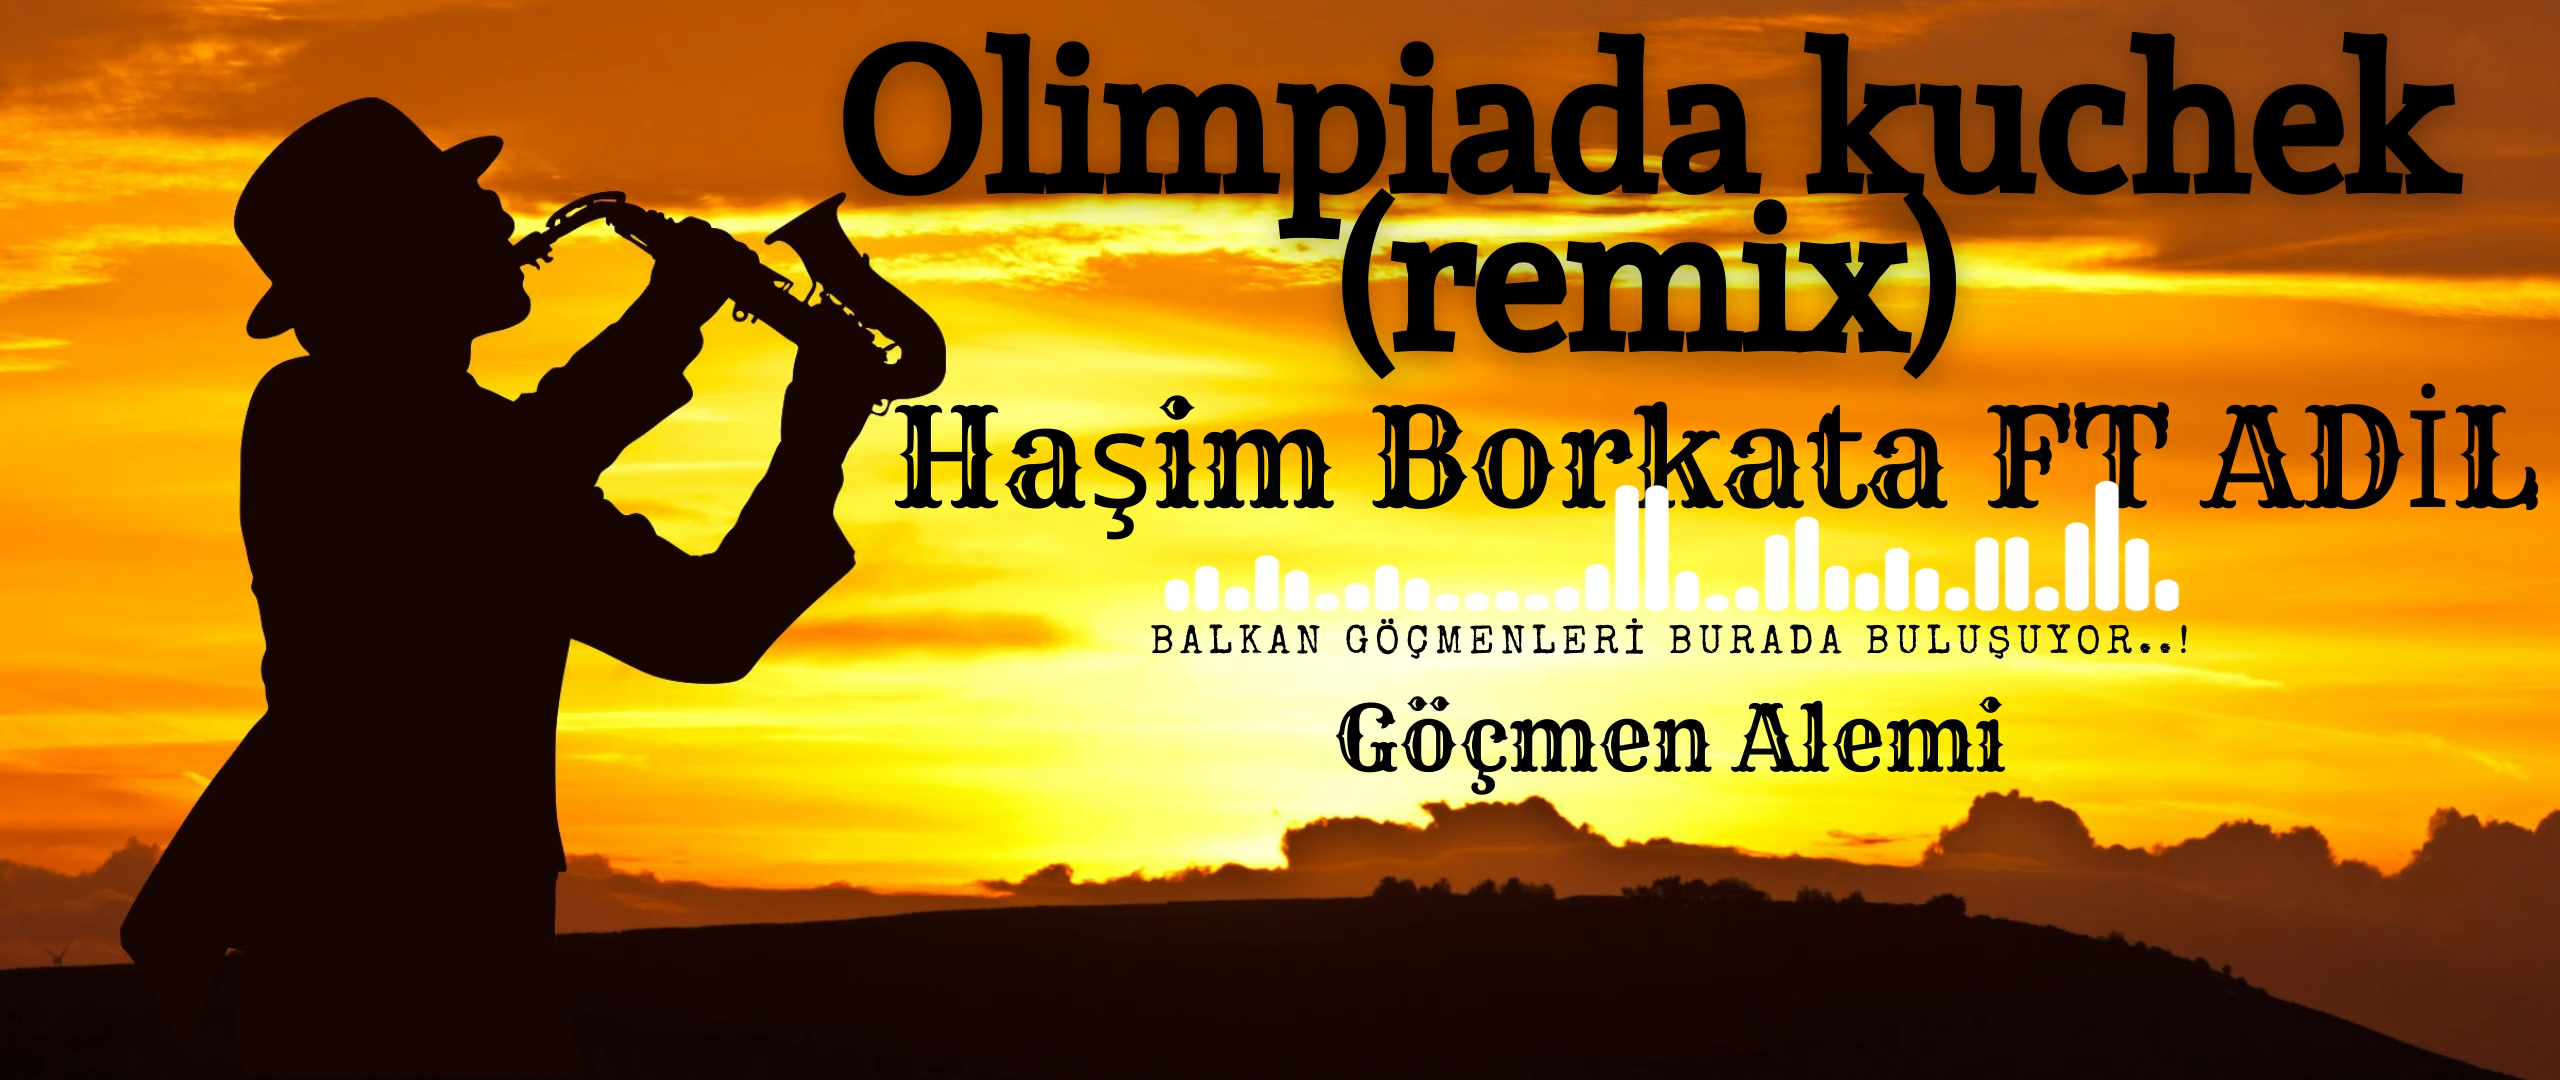 Olimpiada kuchek
(remix)
Haşim Borkata FT ADİL
BALKAN GÖÇMENLERİ BURADA BULUŞUYOR..!
Göçmen Alemi